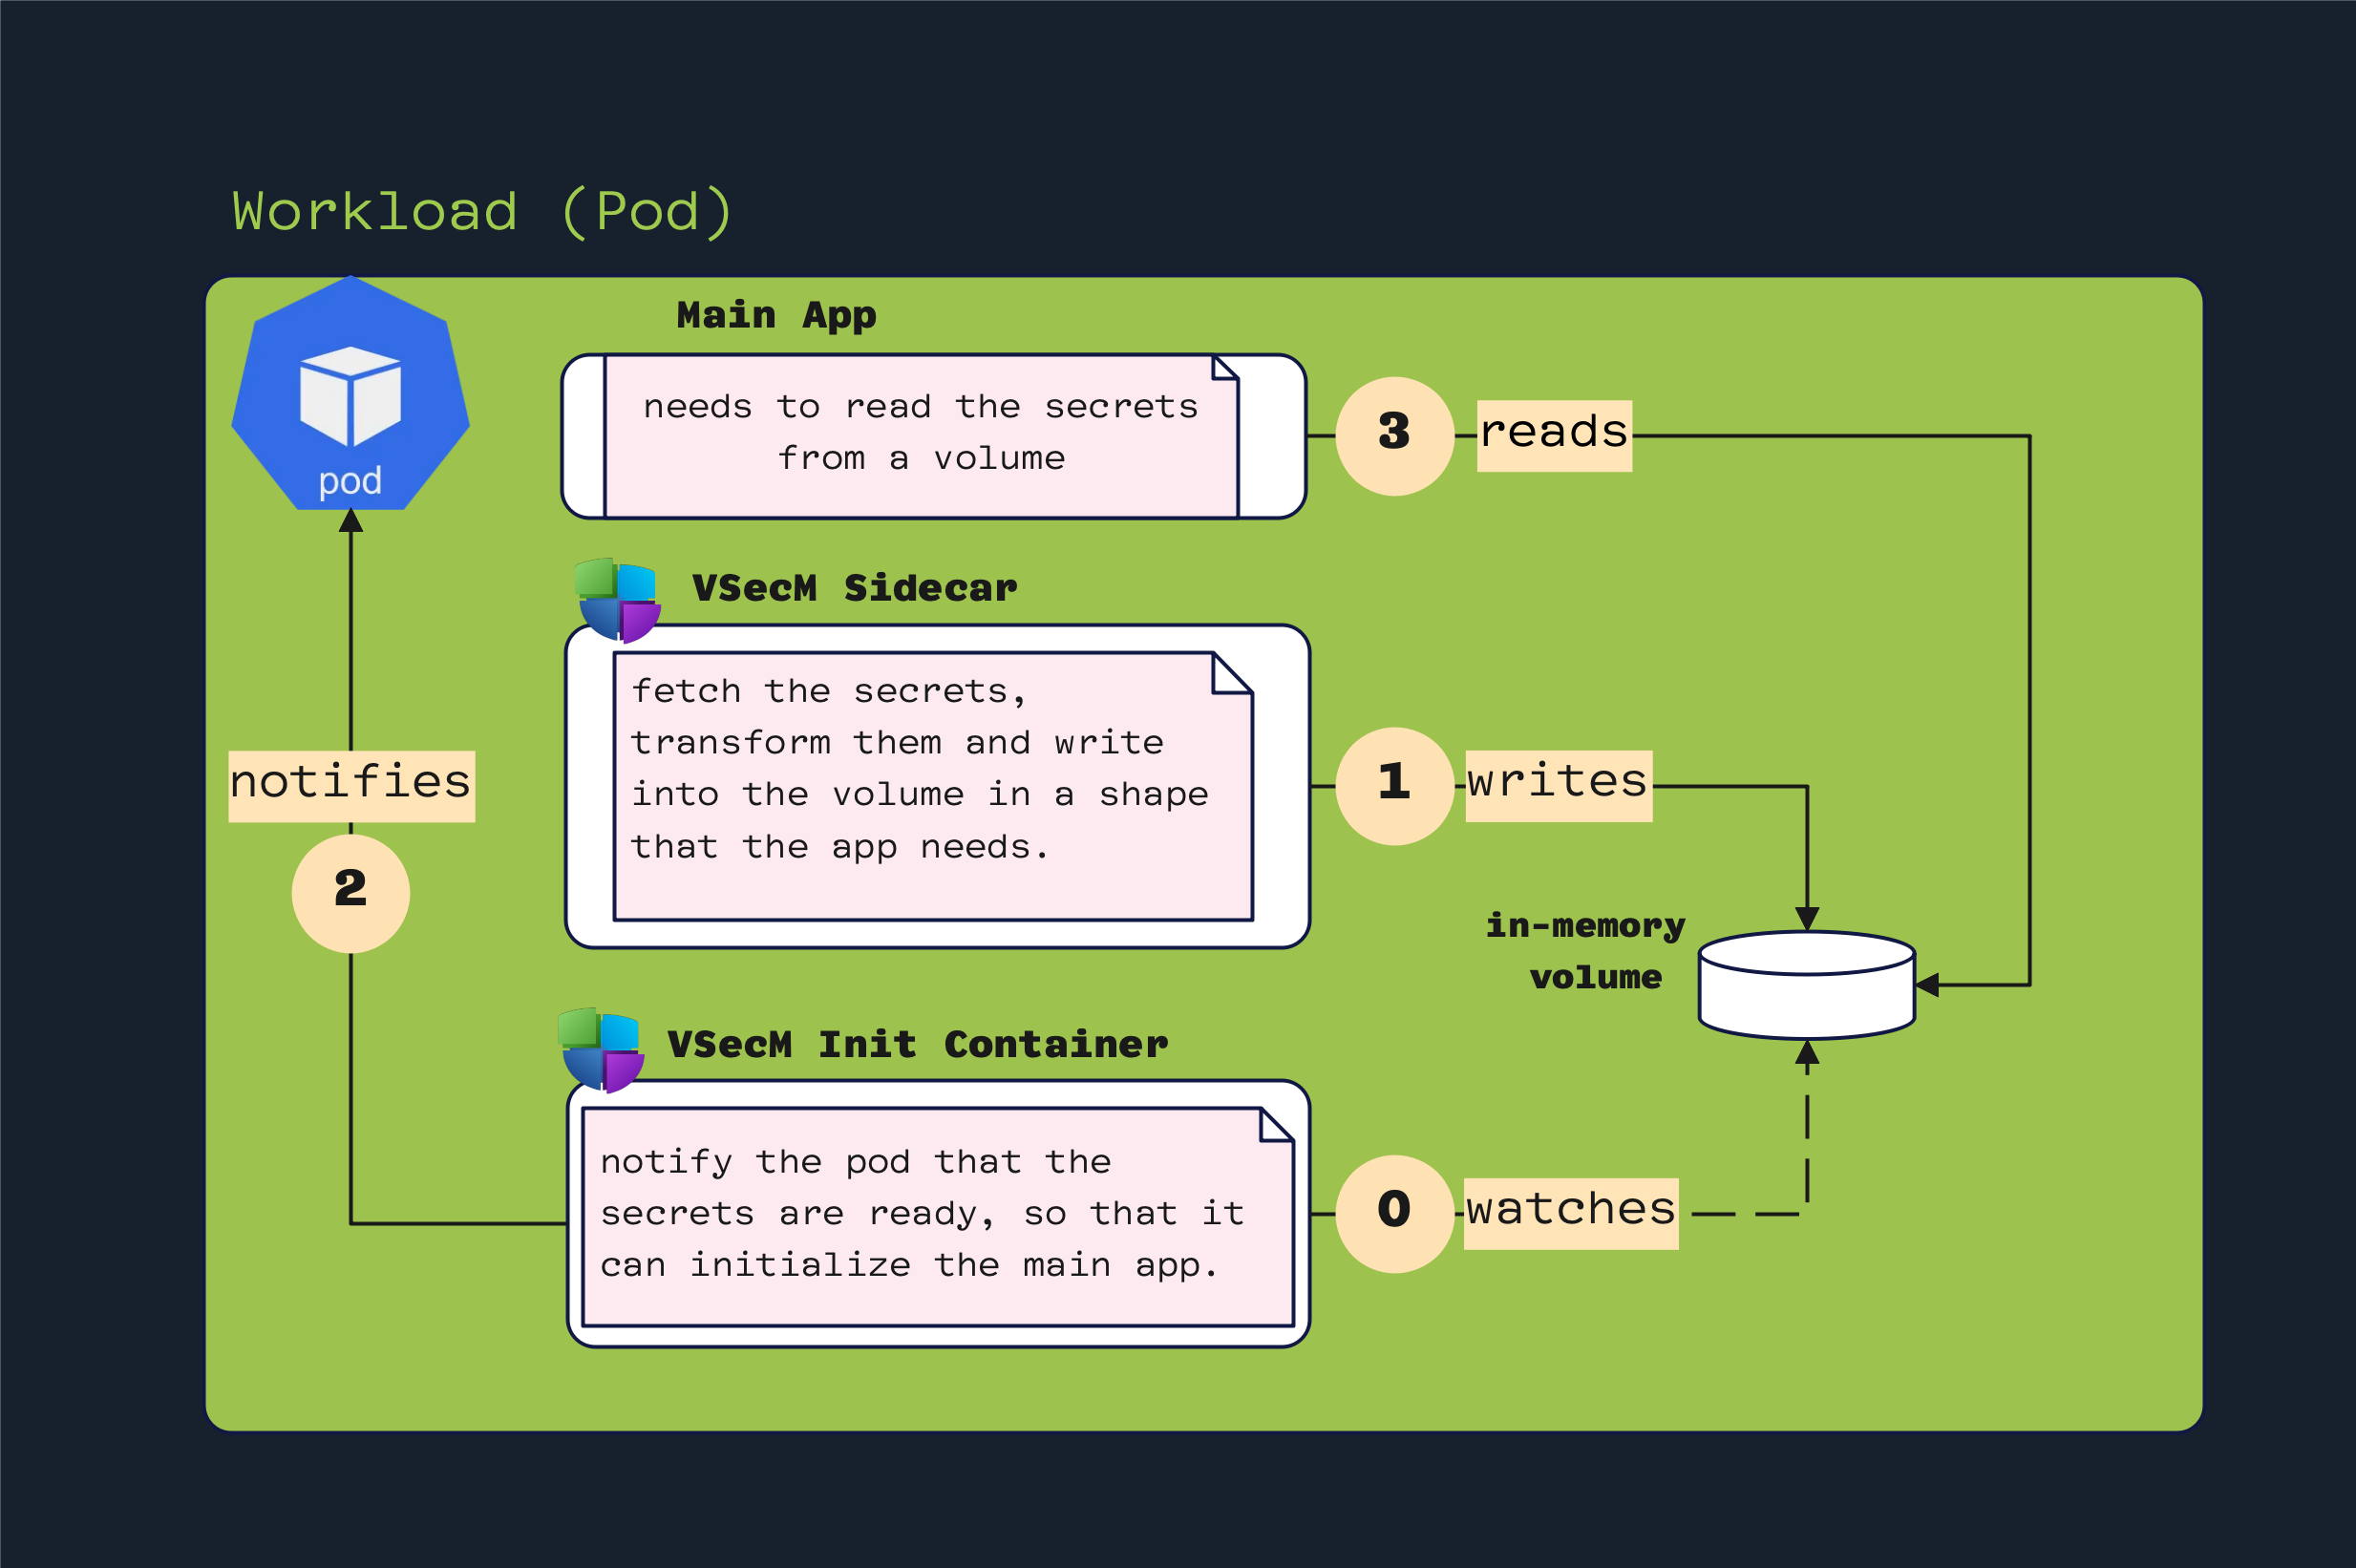 Workload (Pod)
pod
Main App
needs to read the secrets
from a volume
3
reads
VSecM Sidecar
fetch the secrets,
transform them and write
into the volume in a shape
that the app needs.
1
writes
notifies
2
in-memory
volume
VSecM Init Container
notify the pod that the
secrets are ready, so that it
can initialize the main app.
0
watches